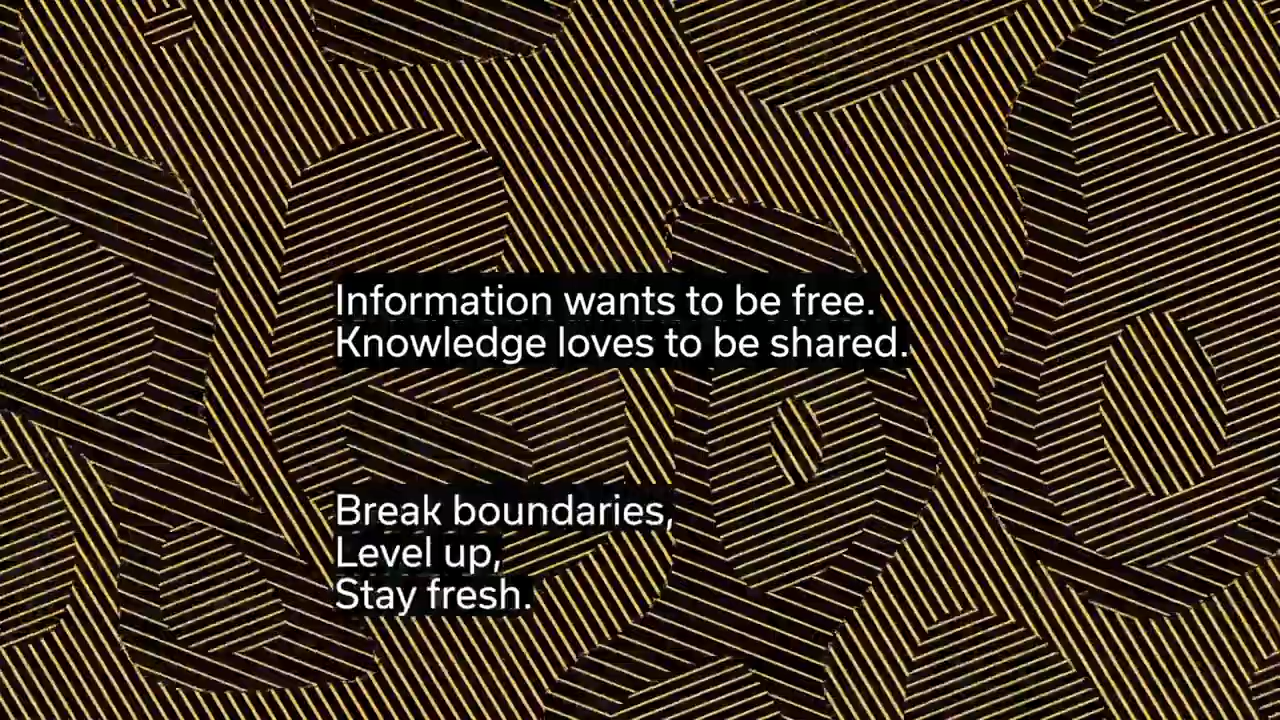 Information wants to be free.
Knowledge loves to be shared.
Break boundaries,
Level up,
Stay fresh.